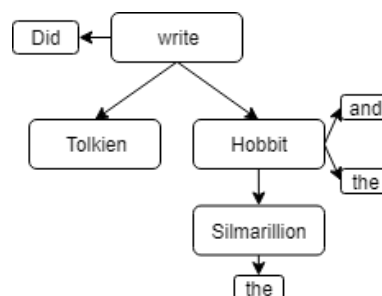 Did
write
and
Tolkien
Hobbit
the
Silmarillion
the